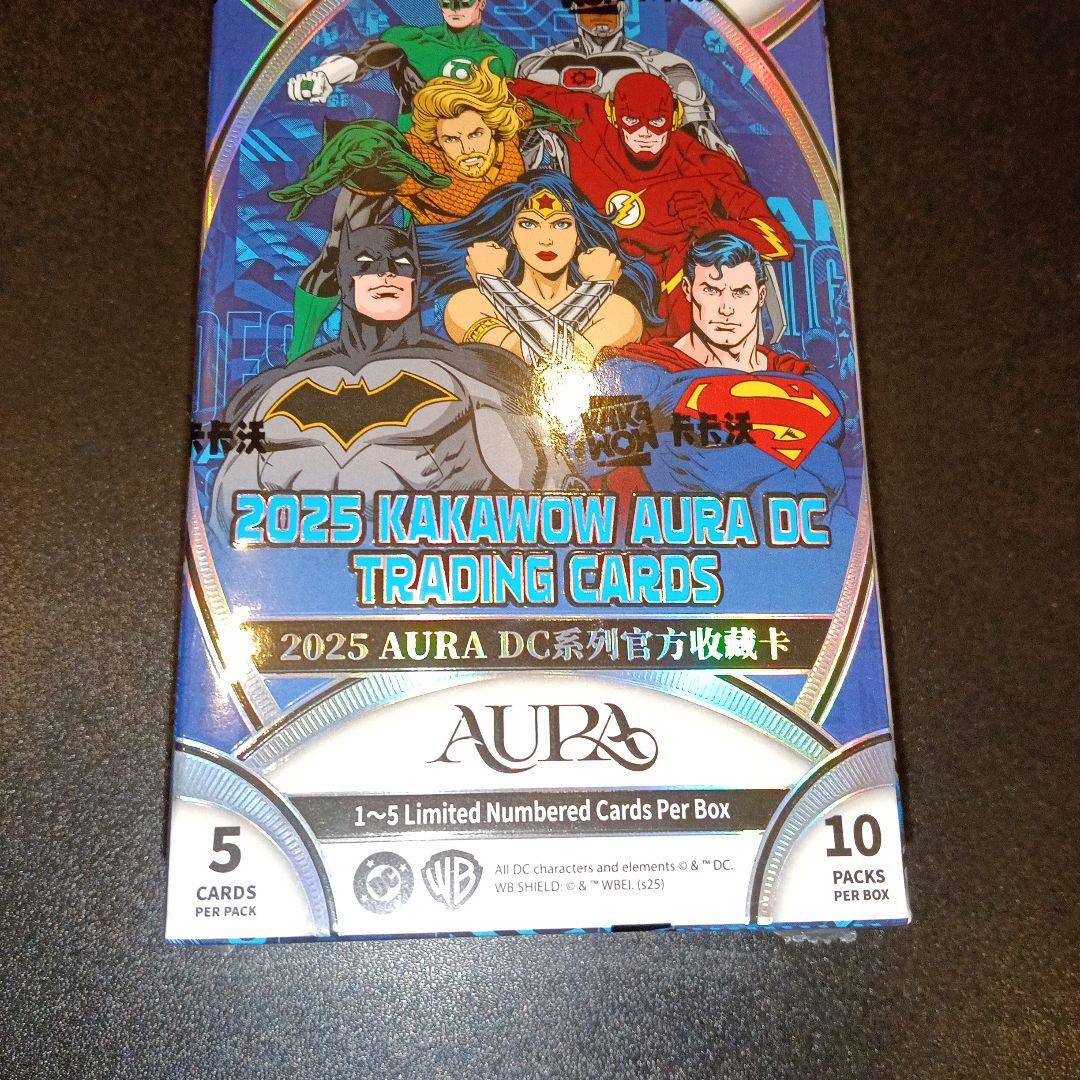 卡沃
KAKA
WOW
卡卡沃
2025 KAKAWOW AURA DC
TRADING CARDS
2025 AURA DC系列官方收藏卡
AURA
1~5 Limited Numbered Cards Per Box
5
CARDS
PER PACK
DC
WB
All DC characters and elements © & ™ DC.
WB SHIELD: © & ™ WBEI. (s25)
10
PACKS
PER BOX